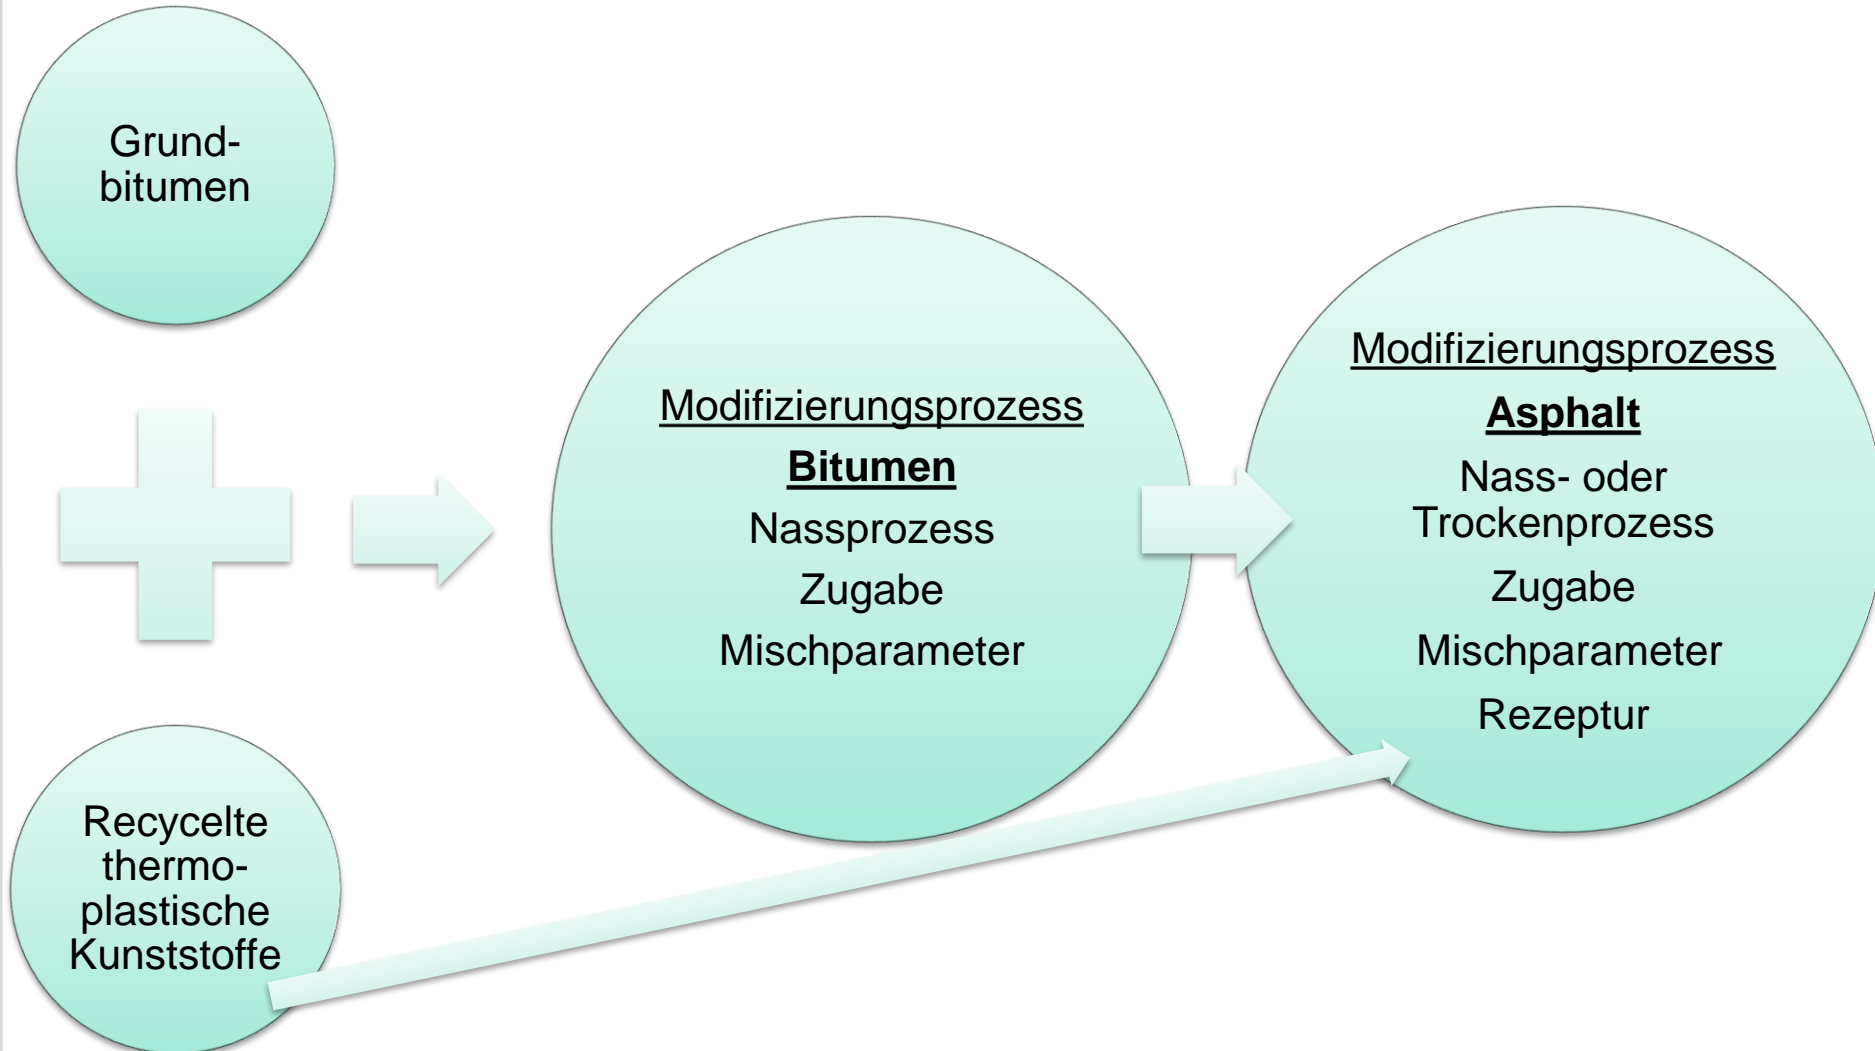 Grund-
bitumen
Recycelte
thermo-
plastische
Kunststoffe
Modifizierungsprozess
Bitumen
Nassprozess
Zugabe
Mischparameter
Modifizierungsprozess
Asphalt
Nass- oder
Trockenprozess
Zugabe
Mischparameter
Rezeptur